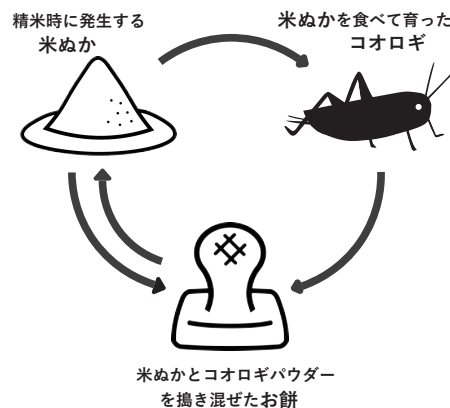 精米時に発生する
米ぬか
米ぬかを食べて育った
コオロギ
米ぬかとコオロギパウダー
を搗き混ぜたお餅